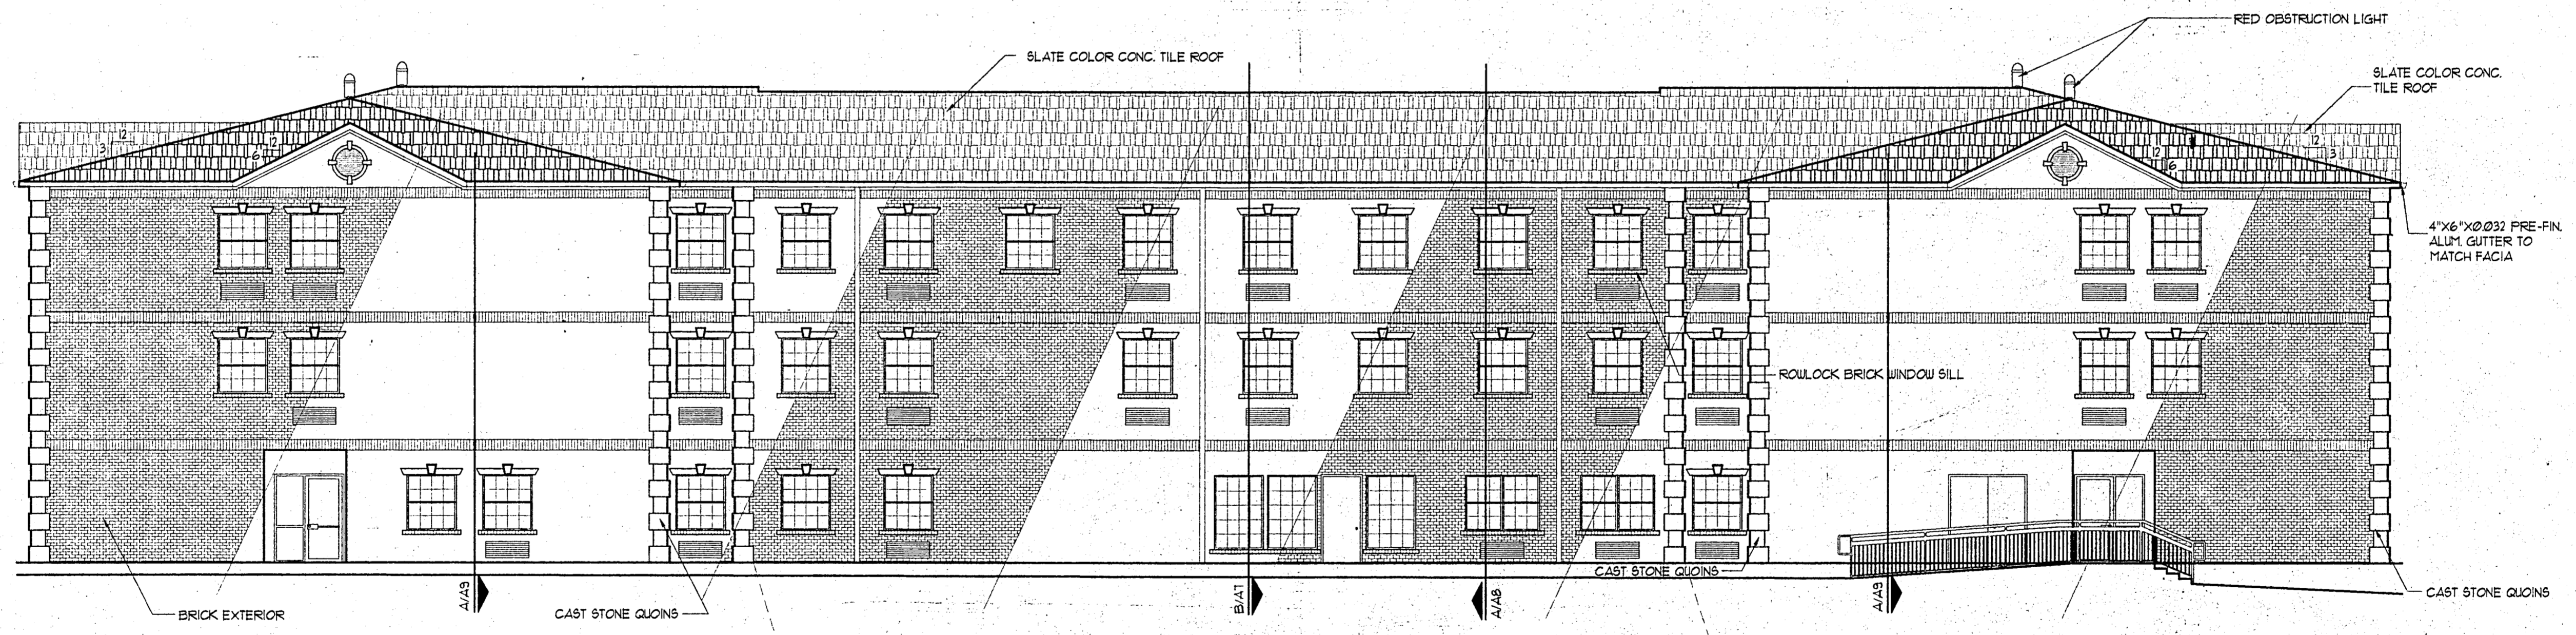 RED OBSTRUCTION LIGHT
SLATE COLOR CONC. TILE ROOF
SLATE COLOR CONC.
TILE ROOF
12
3
12
6
12
3
12
6
4"X6"X0.032 PRE-FIN.
ALUM. GUTTER TO
MATCH FACIA
ROWLOCK BRICK WINDOW SILL
CAST STONE QUOINS
A/A9
B/A7
A/A8
A/A9
CAST STONE QUOINS
BRICK EXTERIOR
CAST STONE QUOINS